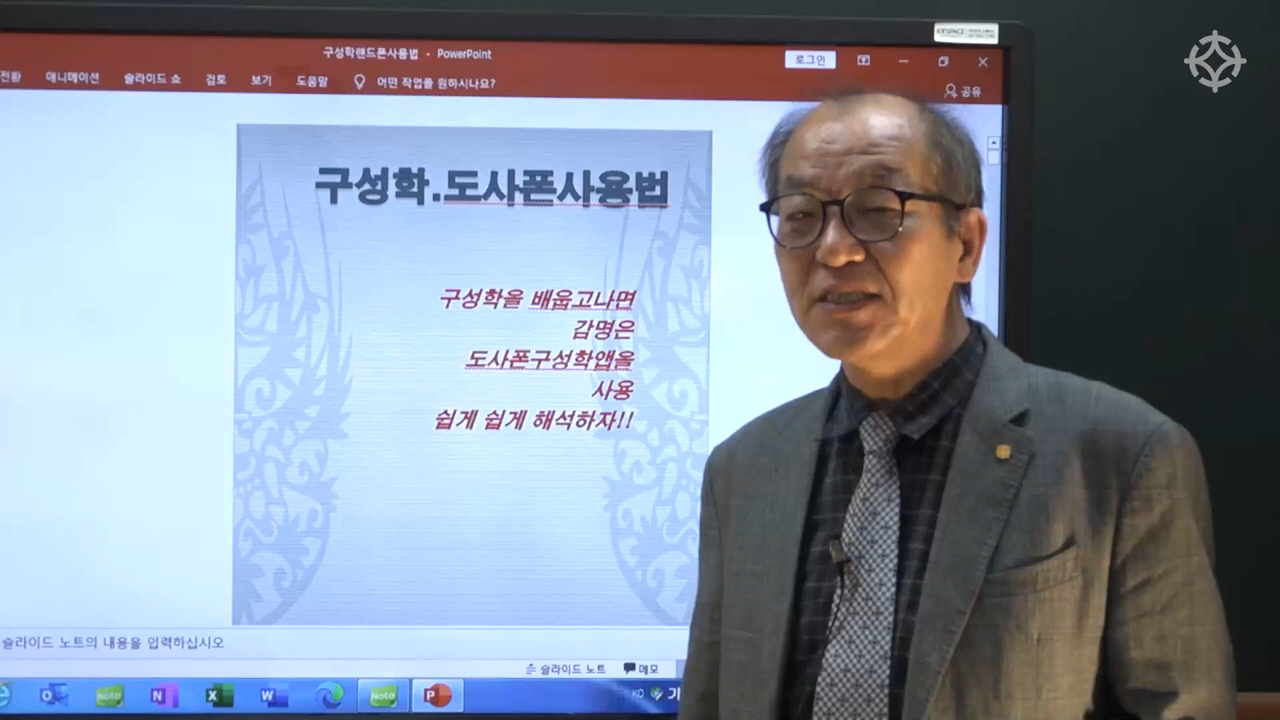 구성학핸드폰사용법 - PowerPoint
로그인
전환 애니메이션 슬라이드 쇼 검토 보기 도움말 어떤 작업을 원하시나요?
공유
구성학.도사폰사용법
구성학을 배웁고나면
감명은
도사폰구성학앱을
사용
쉽게 쉽게 해석하자!!
슬라이드 노트의 내용을 입력하십시오
슬라이드 노트 메모
Note
N
X
W
Note
P
KO 가